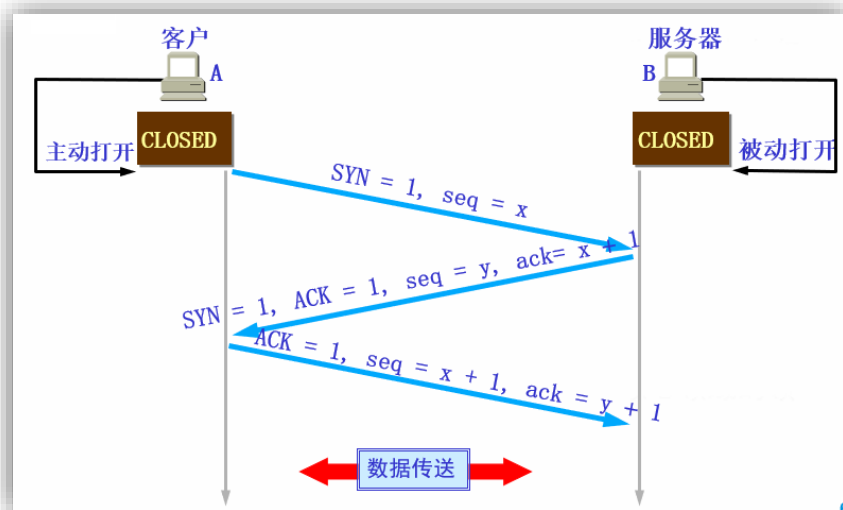 客户
服务器
A
B
CLOSED
CLOSED
主动打开
被动打开
SYN = 1, seq = x
SYN = 1, ACK = 1, seq = y, ack= x + 1
ACK = 1, seq = x + 1, ack = y + 1
数据传送